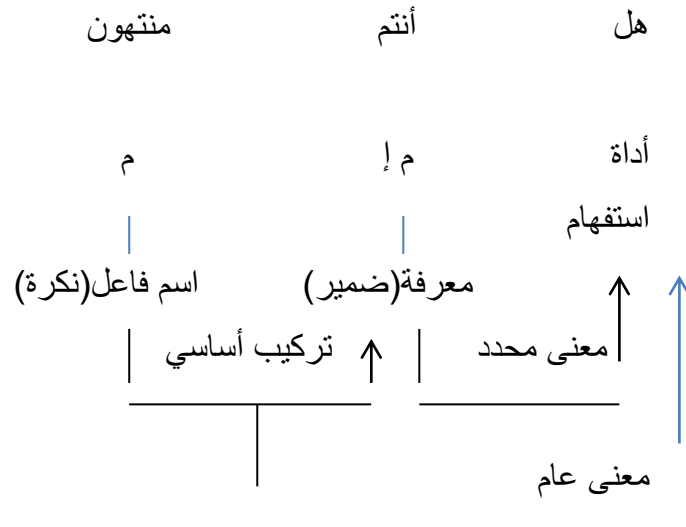 هل أنتم منتهون
أداة م إ م
استفهام
معرفة(ضمير) اسم فاعل(نكرة)
معنى محدد تركيب أساسي
معنى عام